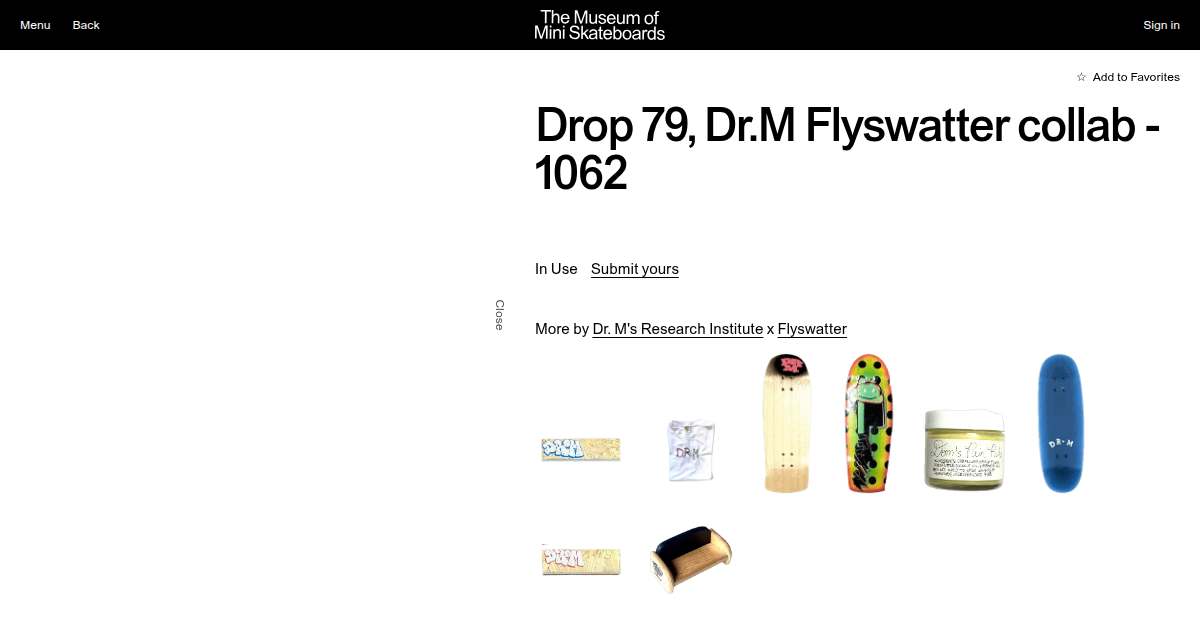 Menu
Back
The Museum of
Mini Skateboards
Sign in
☆ Add to Favorites
Drop 79, Dr.M Flyswatter collab -
1062
In Use Submit yours
Close
More by Dr. M's Research Institute x Flyswatter
DR.M
DR•M